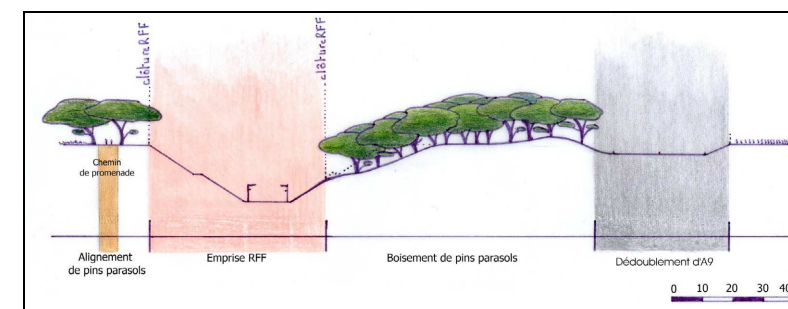 clôture RFF
clôture RFF
Chemin
de promenade
Alignement
de pins parasols
Emprise RFF
Boisement de pins parasols
Dédoublement d'A9
0 10 20 30 40